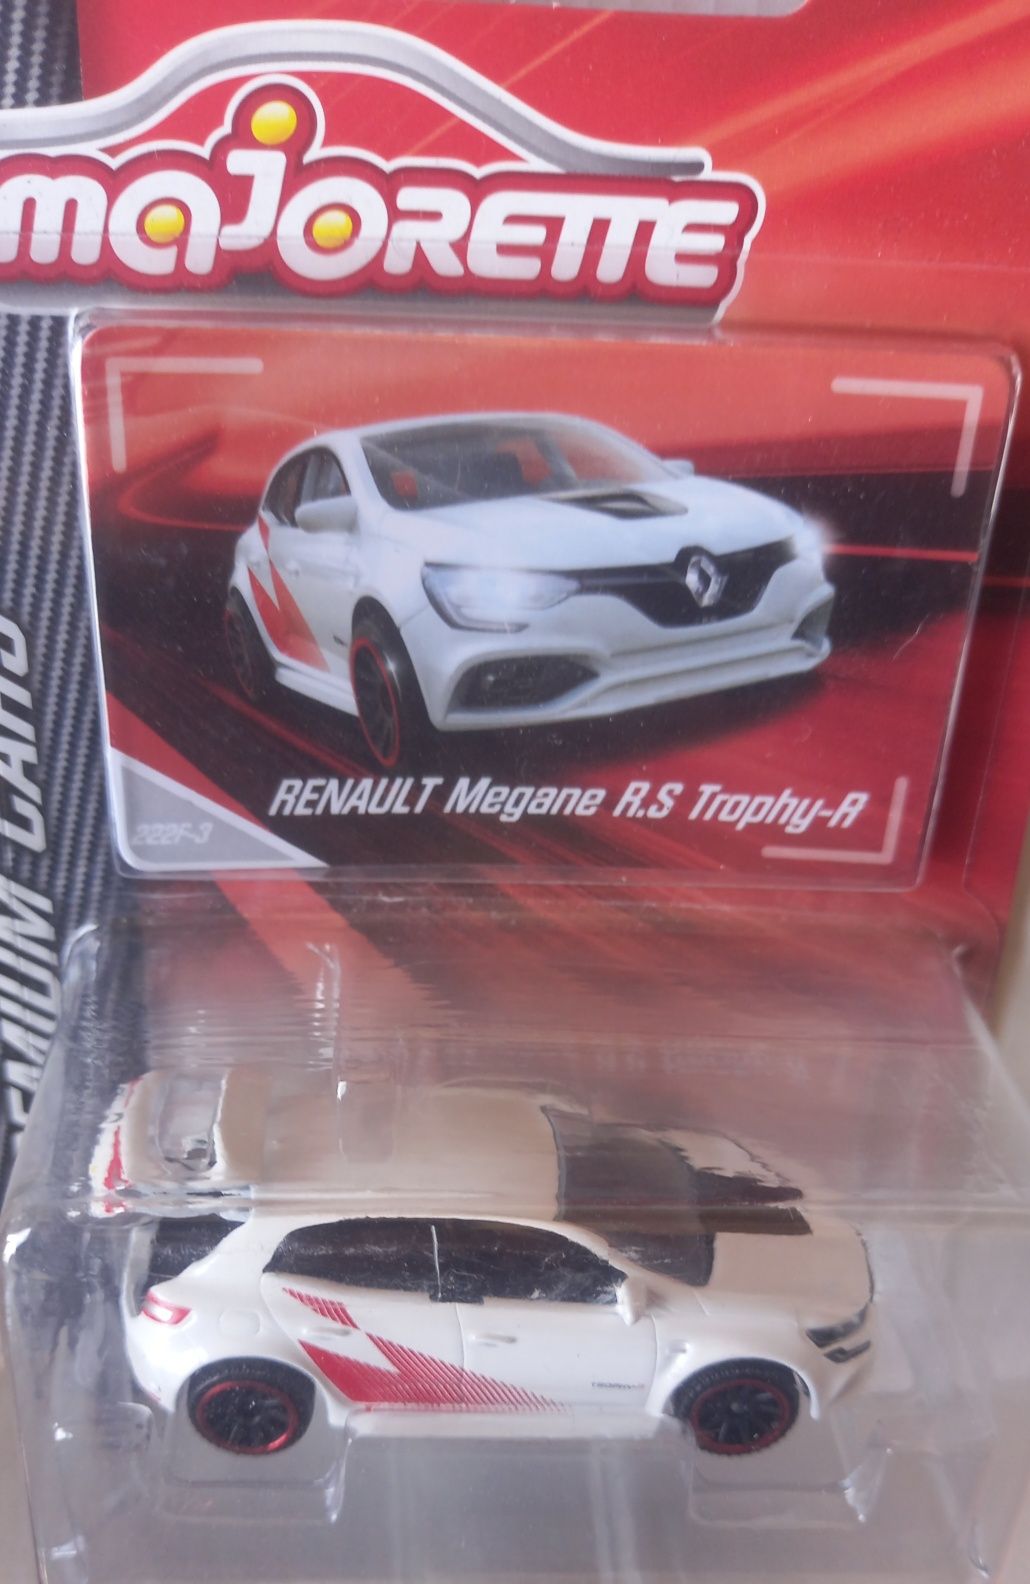 majorette
RENAULT Megane R.S Trophy-R
222F-3